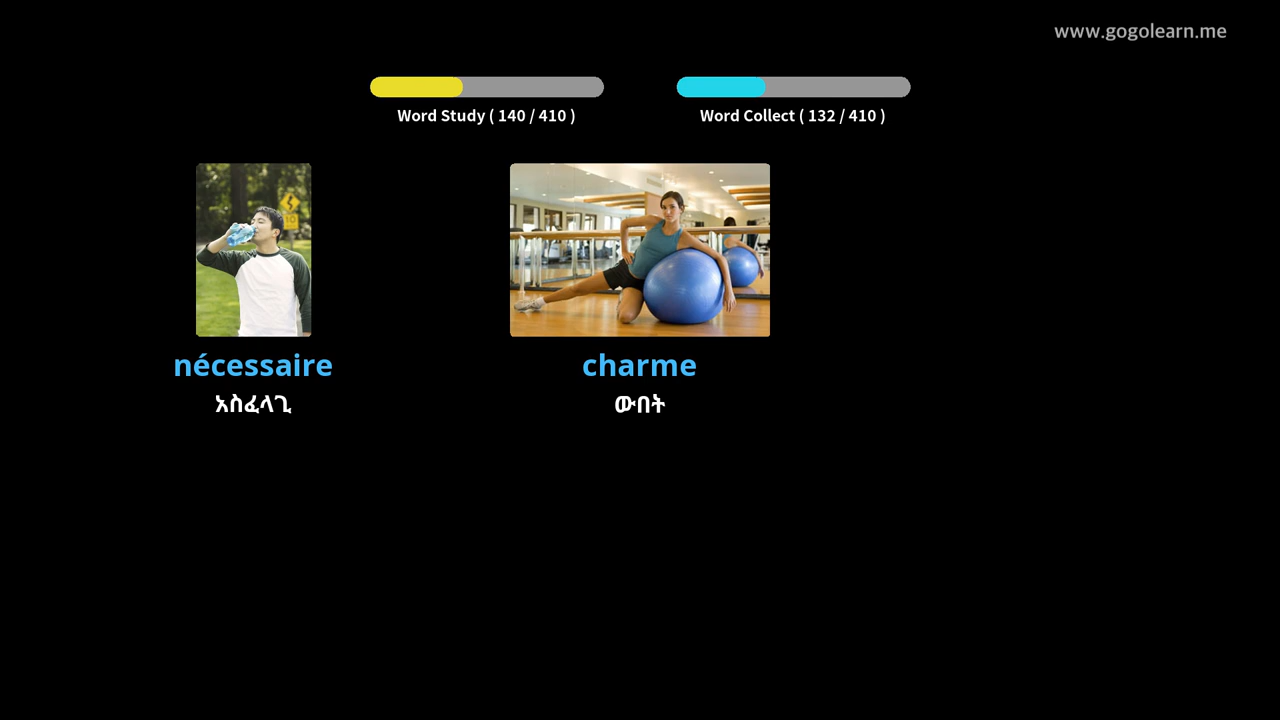 www.gogolearn.me
Word Study ( 140 / 410 )
Word Collect ( 132 / 410 )
nécessaire
አስፈላጊ
charme
ውበት